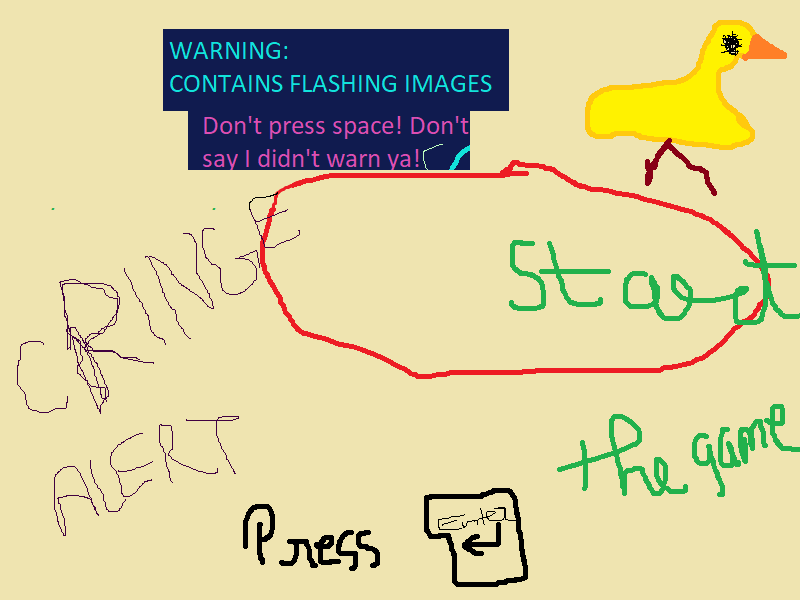 WARNING:
CONTAINS FLASHING IMAGES
Don't press space! Don't
say I didn't warn ya!
CRINGE
ALERT
Start
the game
Press Enter